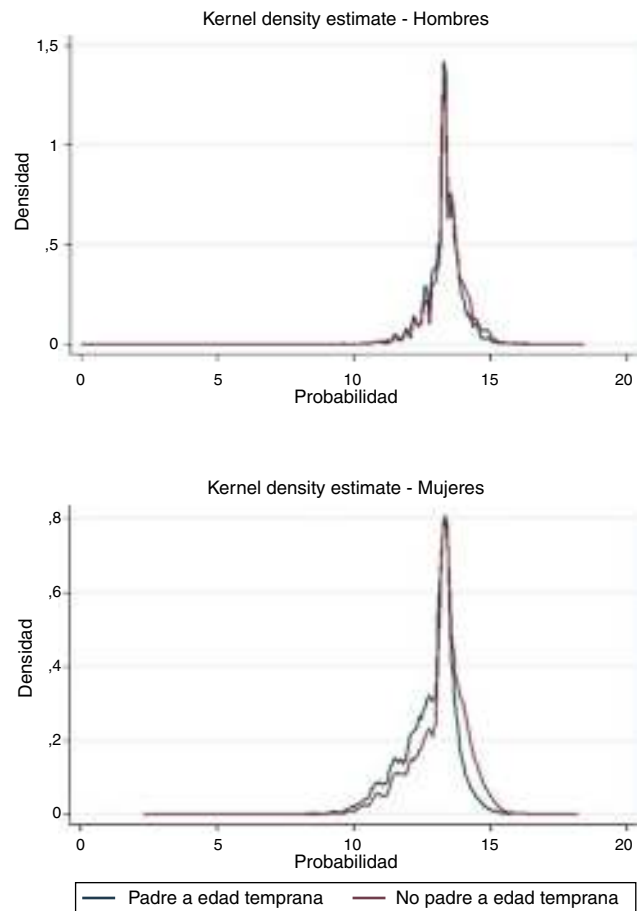 Kernel density estimate - Hombres
1,5
1
,5
0
Densidad
0 5 10 15 20
Probabilidad
Kernel density estimate - Mujeres
,8
,6
,4
,2
0
Densidad
0 5 10 15 20
Probabilidad
Padre a edad temprana No padre a edad temprana